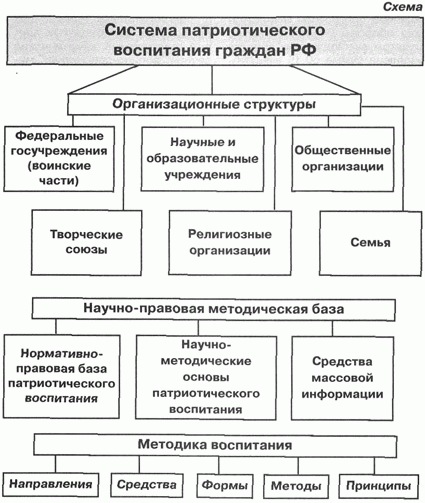 Схема
Система патриотического
воспитания граждан РФ
Организационные структуры
Федеральные
госучреждения
(воинские
части)
Научные и
образовательные
учреждения
Общественные
организации
Творческие
союзы
Религиозные
организации
Семья
Научно-правовая методическая база
Нормативно-
правовая база
патриотического
воспитания
Научно-
методические
основы
патриотического
воспитания
Средства
массовой
информации
Методика воспитания
Направления
Средства
Формы
Методы
Принципы